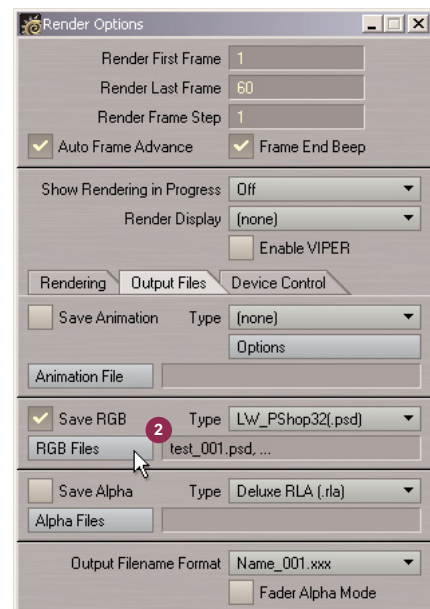 Render Options
Render First Frame 1
Render Last Frame 60
Render Frame Step 1
Auto Frame Advance Frame End Beep
Show Rendering in Progress Off
Render Display (none)
Enable VIPER
Rendering Output Files Device Control
Save Animation Type (none)
Options
Animation File
Save RGB Type LW_PShop32(.psd)
2
RGB Files test_001.psd, ...
Save Alpha Type Deluxe RLA (.rla)
Alpha Files
Output Filename Format Name_001.xxx
Fader Alpha Mode